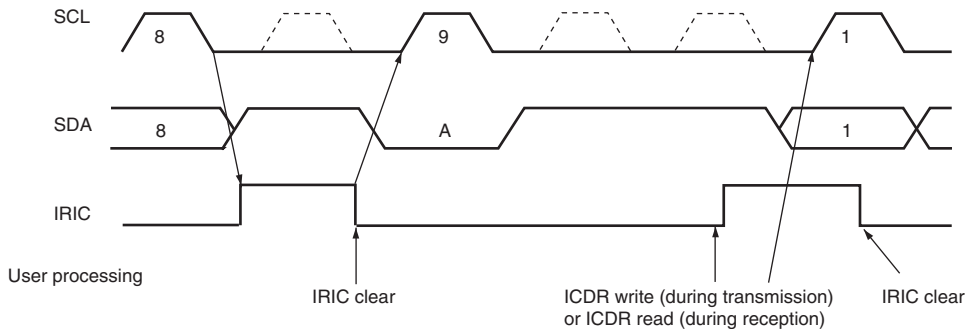 SCL
8
9
1
SDA
8
A
1
IRIC
User processing
IRIC clear
ICDR write (during transmission)
or ICDR read (during reception)
IRIC clear